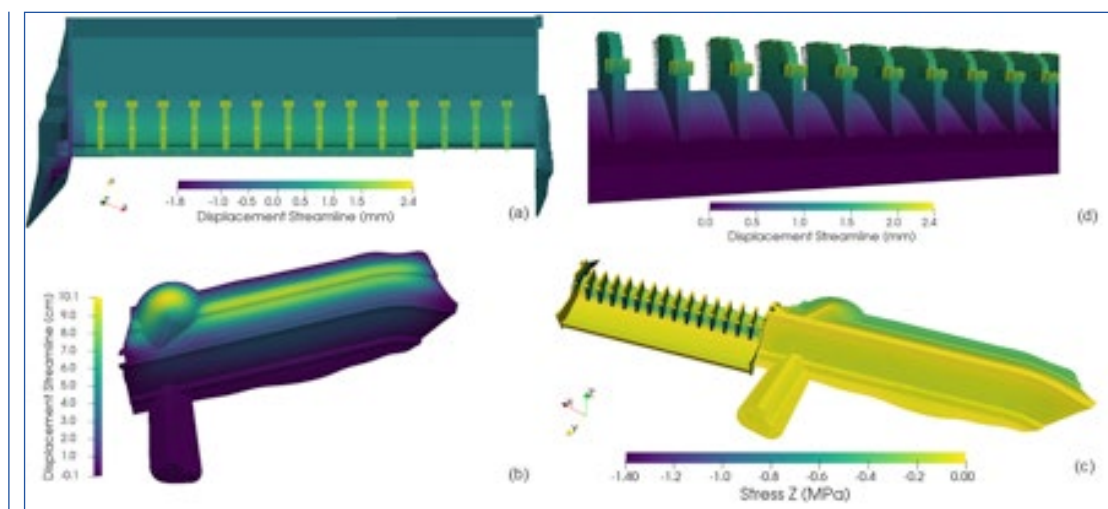 -1.8 -1.0 -0.5 0.0 0.5 1.0 1.5 2.4
Displacement Streamline (mm)
(a)
0.0 0.5 1.0 1.5 2.0 2.4
Displacement Streamline (mm)
(d)
10.1
9.0
8.0
7.0
6.0
5.0
4.0
3.0
2.0
1.0
-0.1
Displacement Streamline (cm)
(b)
-1.40 -1.2 -1.0 -0.8 -0.6 -0.4 -0.2 0.00
Stress Z (MPa)
(c)